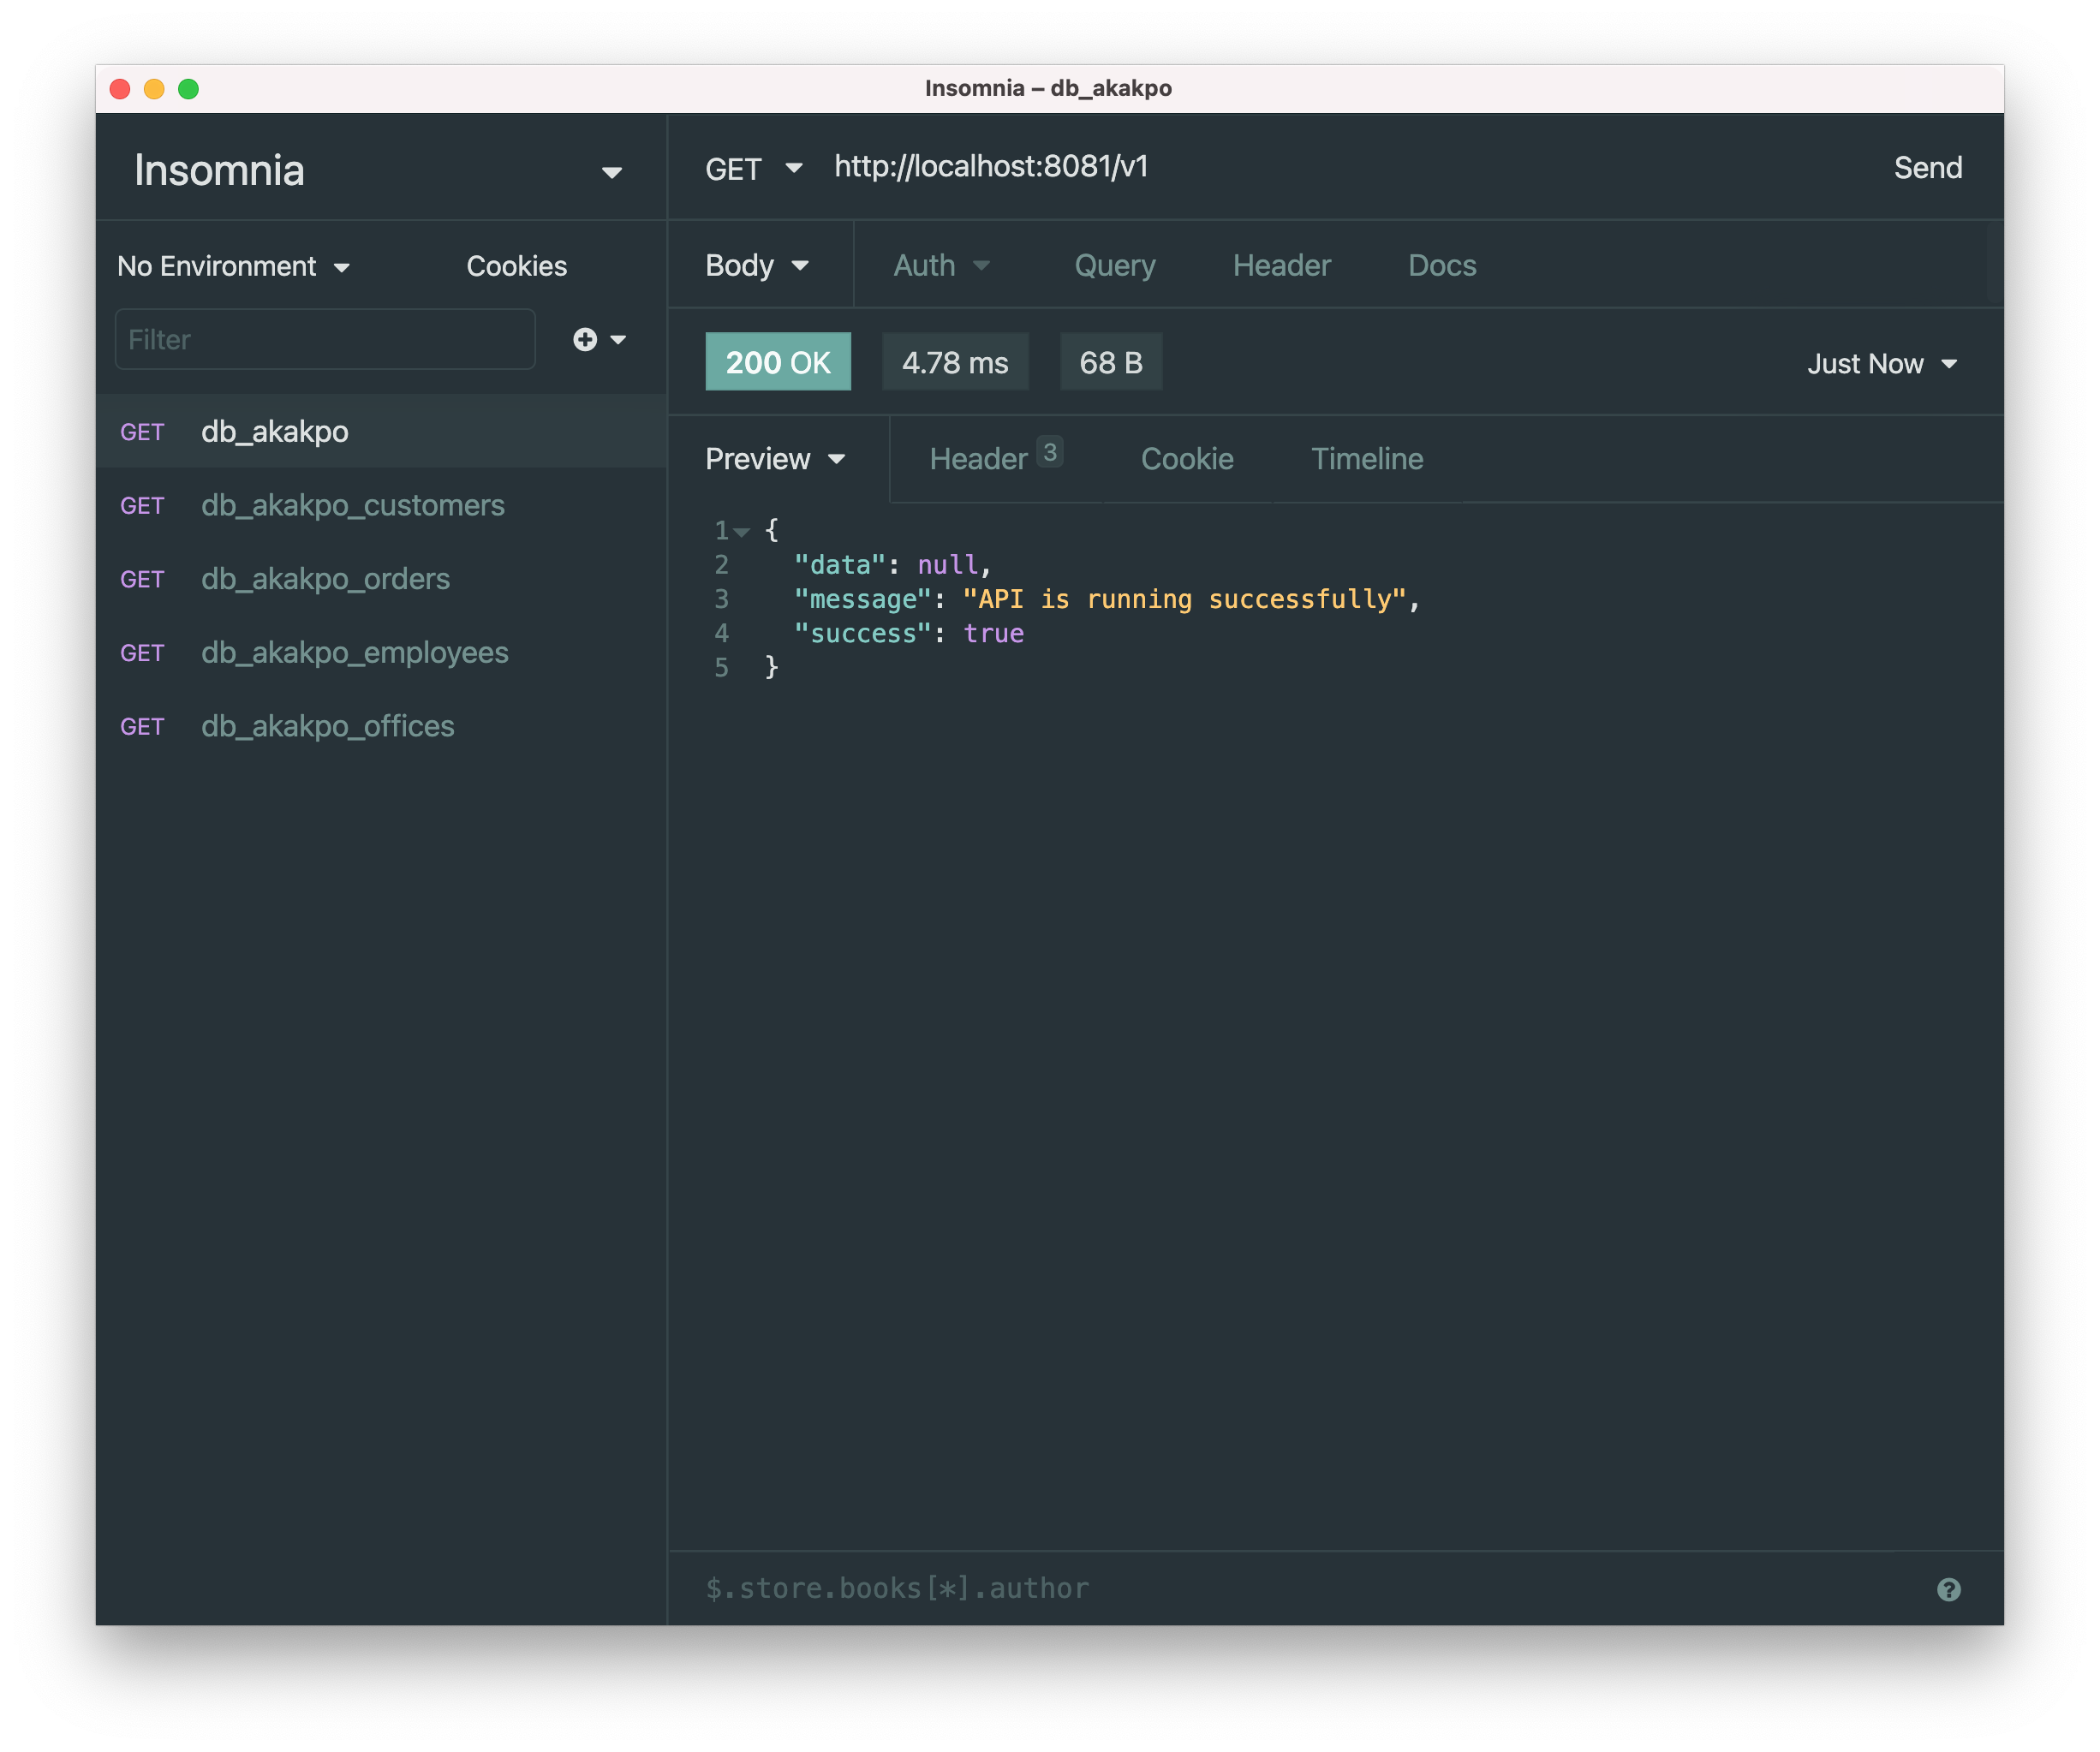 Insomnia – db_akakpo
Insomnia
No Environment Cookies
Filter
GET db_akakpo
GET db_akakpo_customers
GET db_akakpo_orders
GET db_akakpo_employees
GET db_akakpo_offices
GET http://localhost:8081/v1 Send
Body Auth Query Header Docs
200 OK 4.78 ms 68 B Just Now
Preview Header 3 Cookie Timeline
1 {
2 "data": null,
3 "message": "API is running successfully",
4 "success": true
5 }
$.store.books[*].author